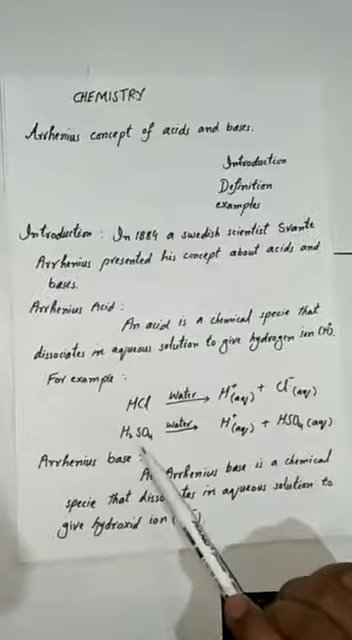 CHEMISTRY
Arrhenius concept of acids and bases.
Introduction
Definition
examples
Introduction : In 1884 a swedish scientist Svante
Arrhenius presented his concept about acids and
bases.
Arrhenius Acid :
An acid is a chemical specie that
dissociates in aqueous solution to give hydrogen ion (H⁺).
For example :
HCl water → H⁺(aq) + Cl⁻(aq)
H₂SO₄ water → H⁺(aq) + HSO₄(aq)
Arrhenius base :
Arrhenius base is a chemical
specie that in aqueous solution to
give hydroxid ion (